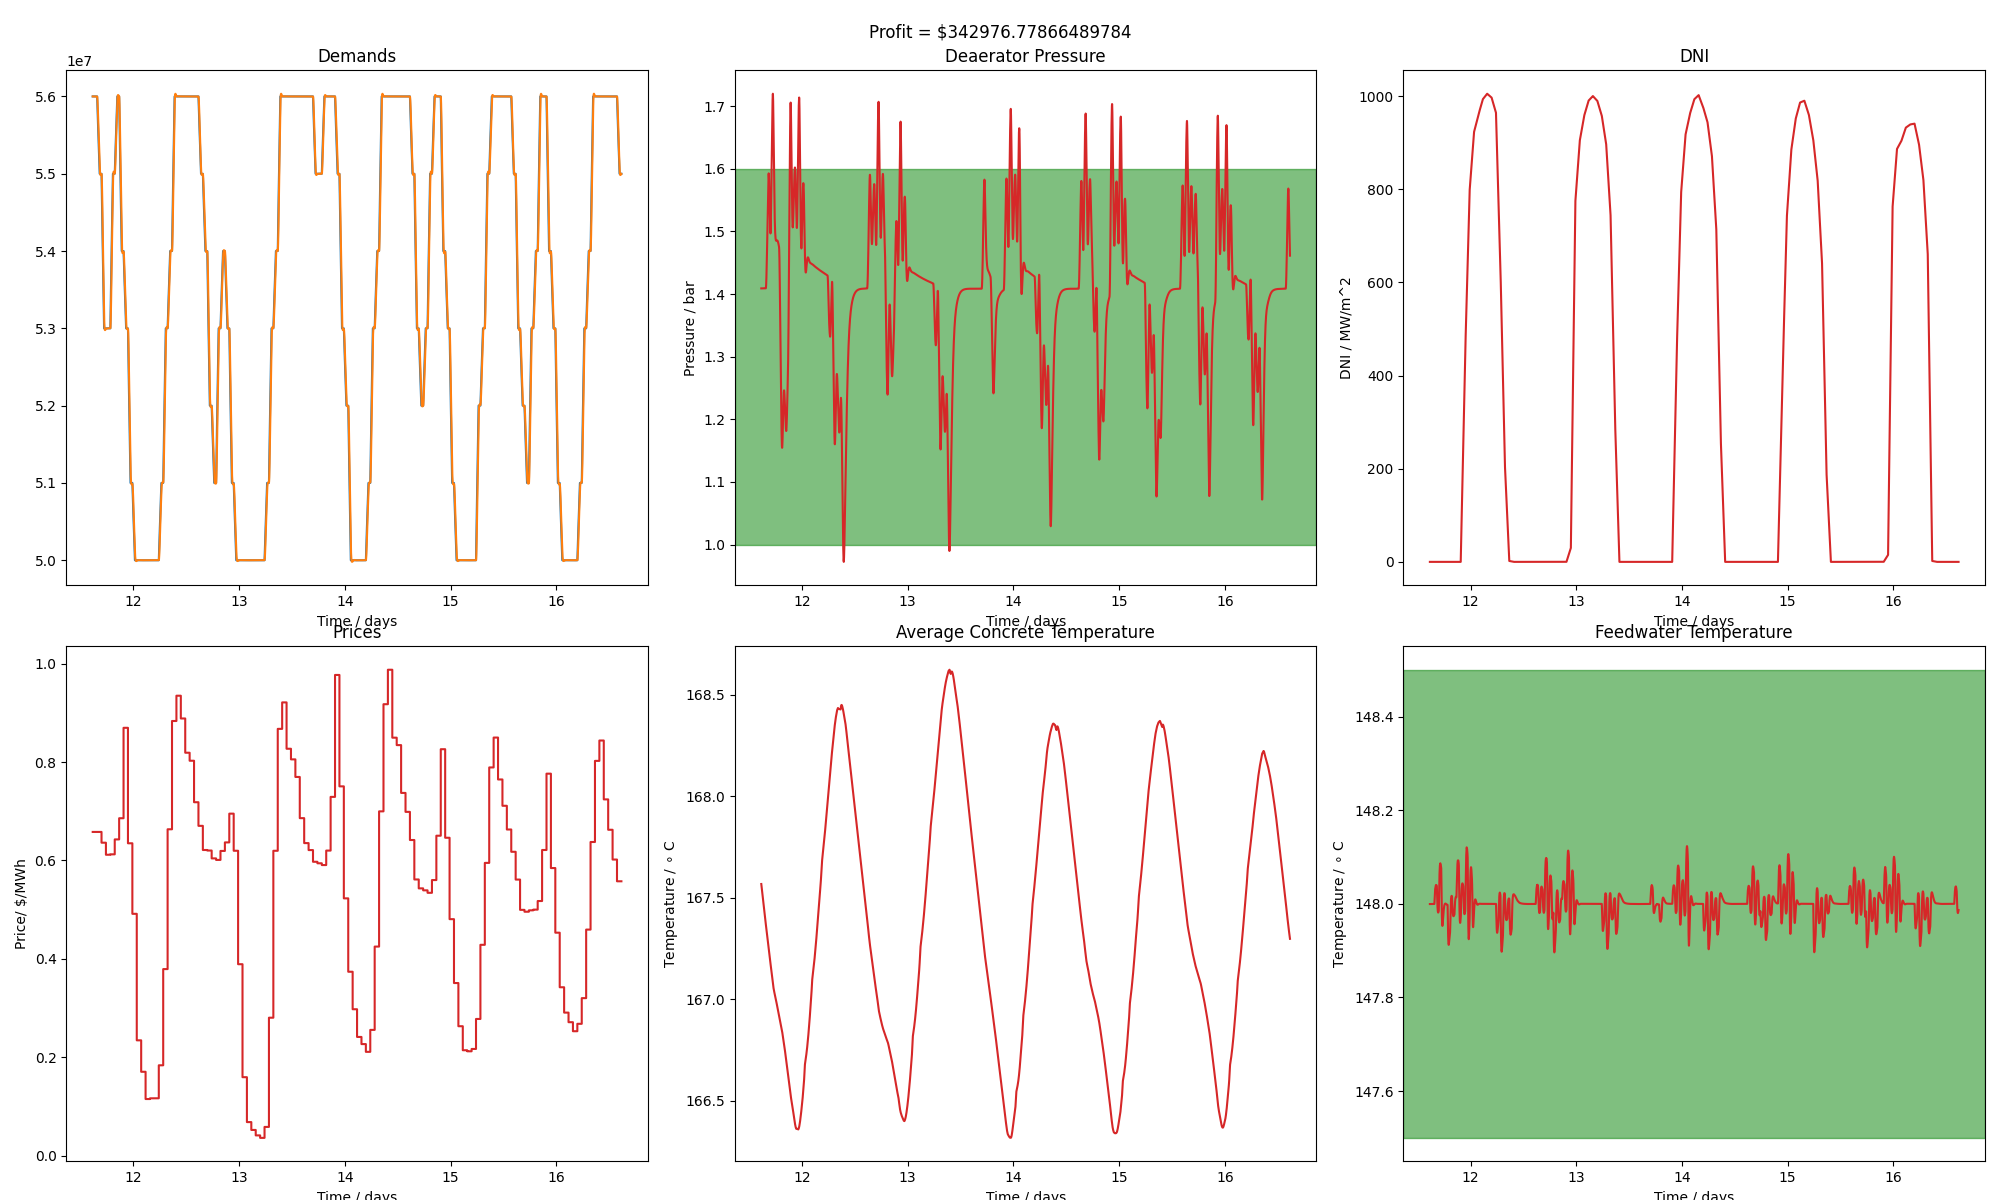 Profit = $342976.77866489784
Demands
1e7
5.6
5.5
5.4
5.3
5.2
5.1
5.0
12 13 14 15 16
Time / days
Deaerator Pressure
Pressure / bar
1.7
1.6
1.5
1.4
1.3
1.2
1.1
1.0
12 13 14 15 16
Time / days
DNI
DNI / MW/m^2
1000
800
600
400
200
0
12 13 14 15 16
Time / days
Prices
Price/ $/MWh
1.0
0.8
0.6
0.4
0.2
0.0
12 13 14 15 16
Time / days
Average Concrete Temperature
Temperature / ∘ C
168.5
168.0
167.5
167.0
166.5
12 13 14 15 16
Time / days
Feedwater Temperature
Temperature / ∘ C
148.4
148.2
148.0
147.8
147.6
12 13 14 15 16
Time / days